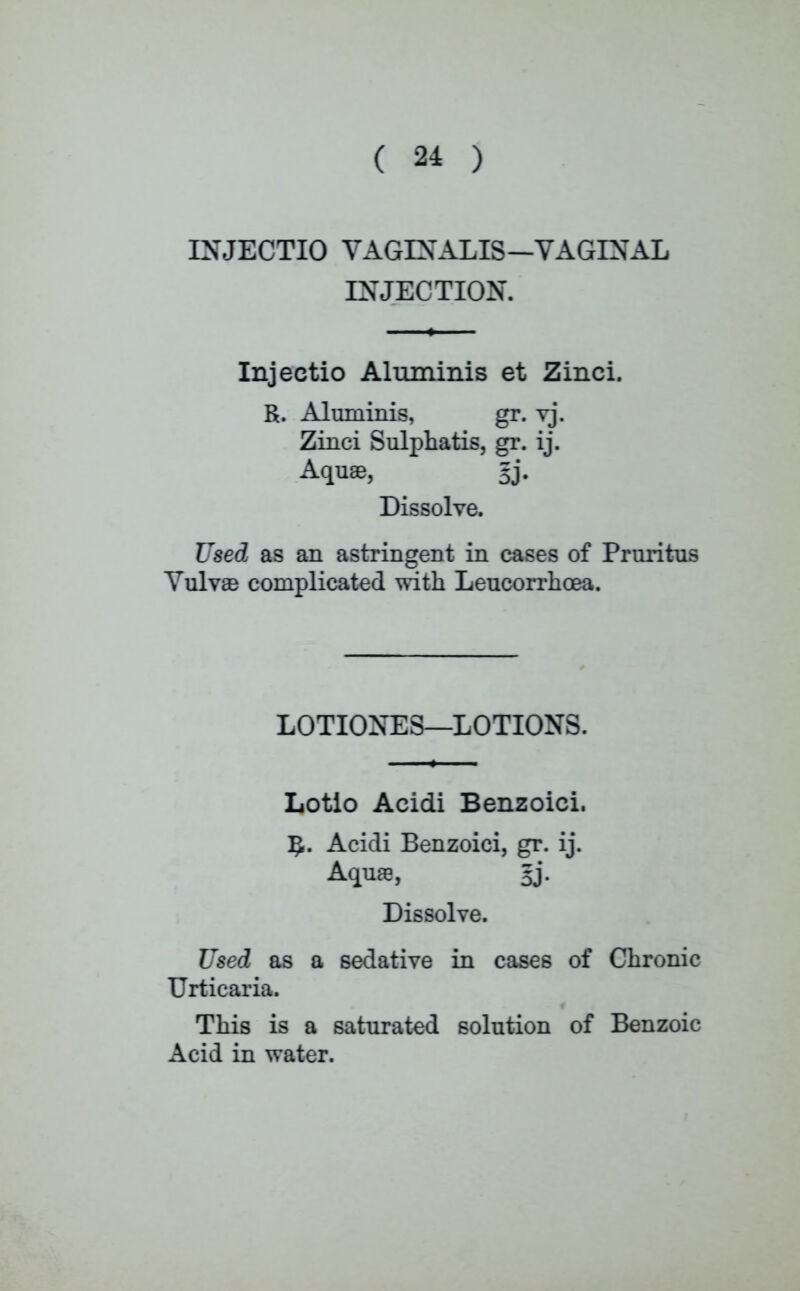 ( 24 )
INJECTIO VAGINALIS—VAGINAL
INJECTION.
Injectio Aluminis et Zinci.
R. Aluminis, gr. vj.
Zinci Sulphatis, gr. ij.
Aquæ, ℥j.
Dissolve.
Used as an astringent in cases of Pruritus
Vulvæ complicated with Leucorrhœa.
LOTIONES—LOTIONS.
Lotio Acidi Benzoici.
℞. Acidi Benzoici, gr. ij.
Aquæ, ℥j.
Dissolve.
Used as a sedative in cases of Chronic
Urticaria.
This is a saturated solution of Benzoic
Acid in water.